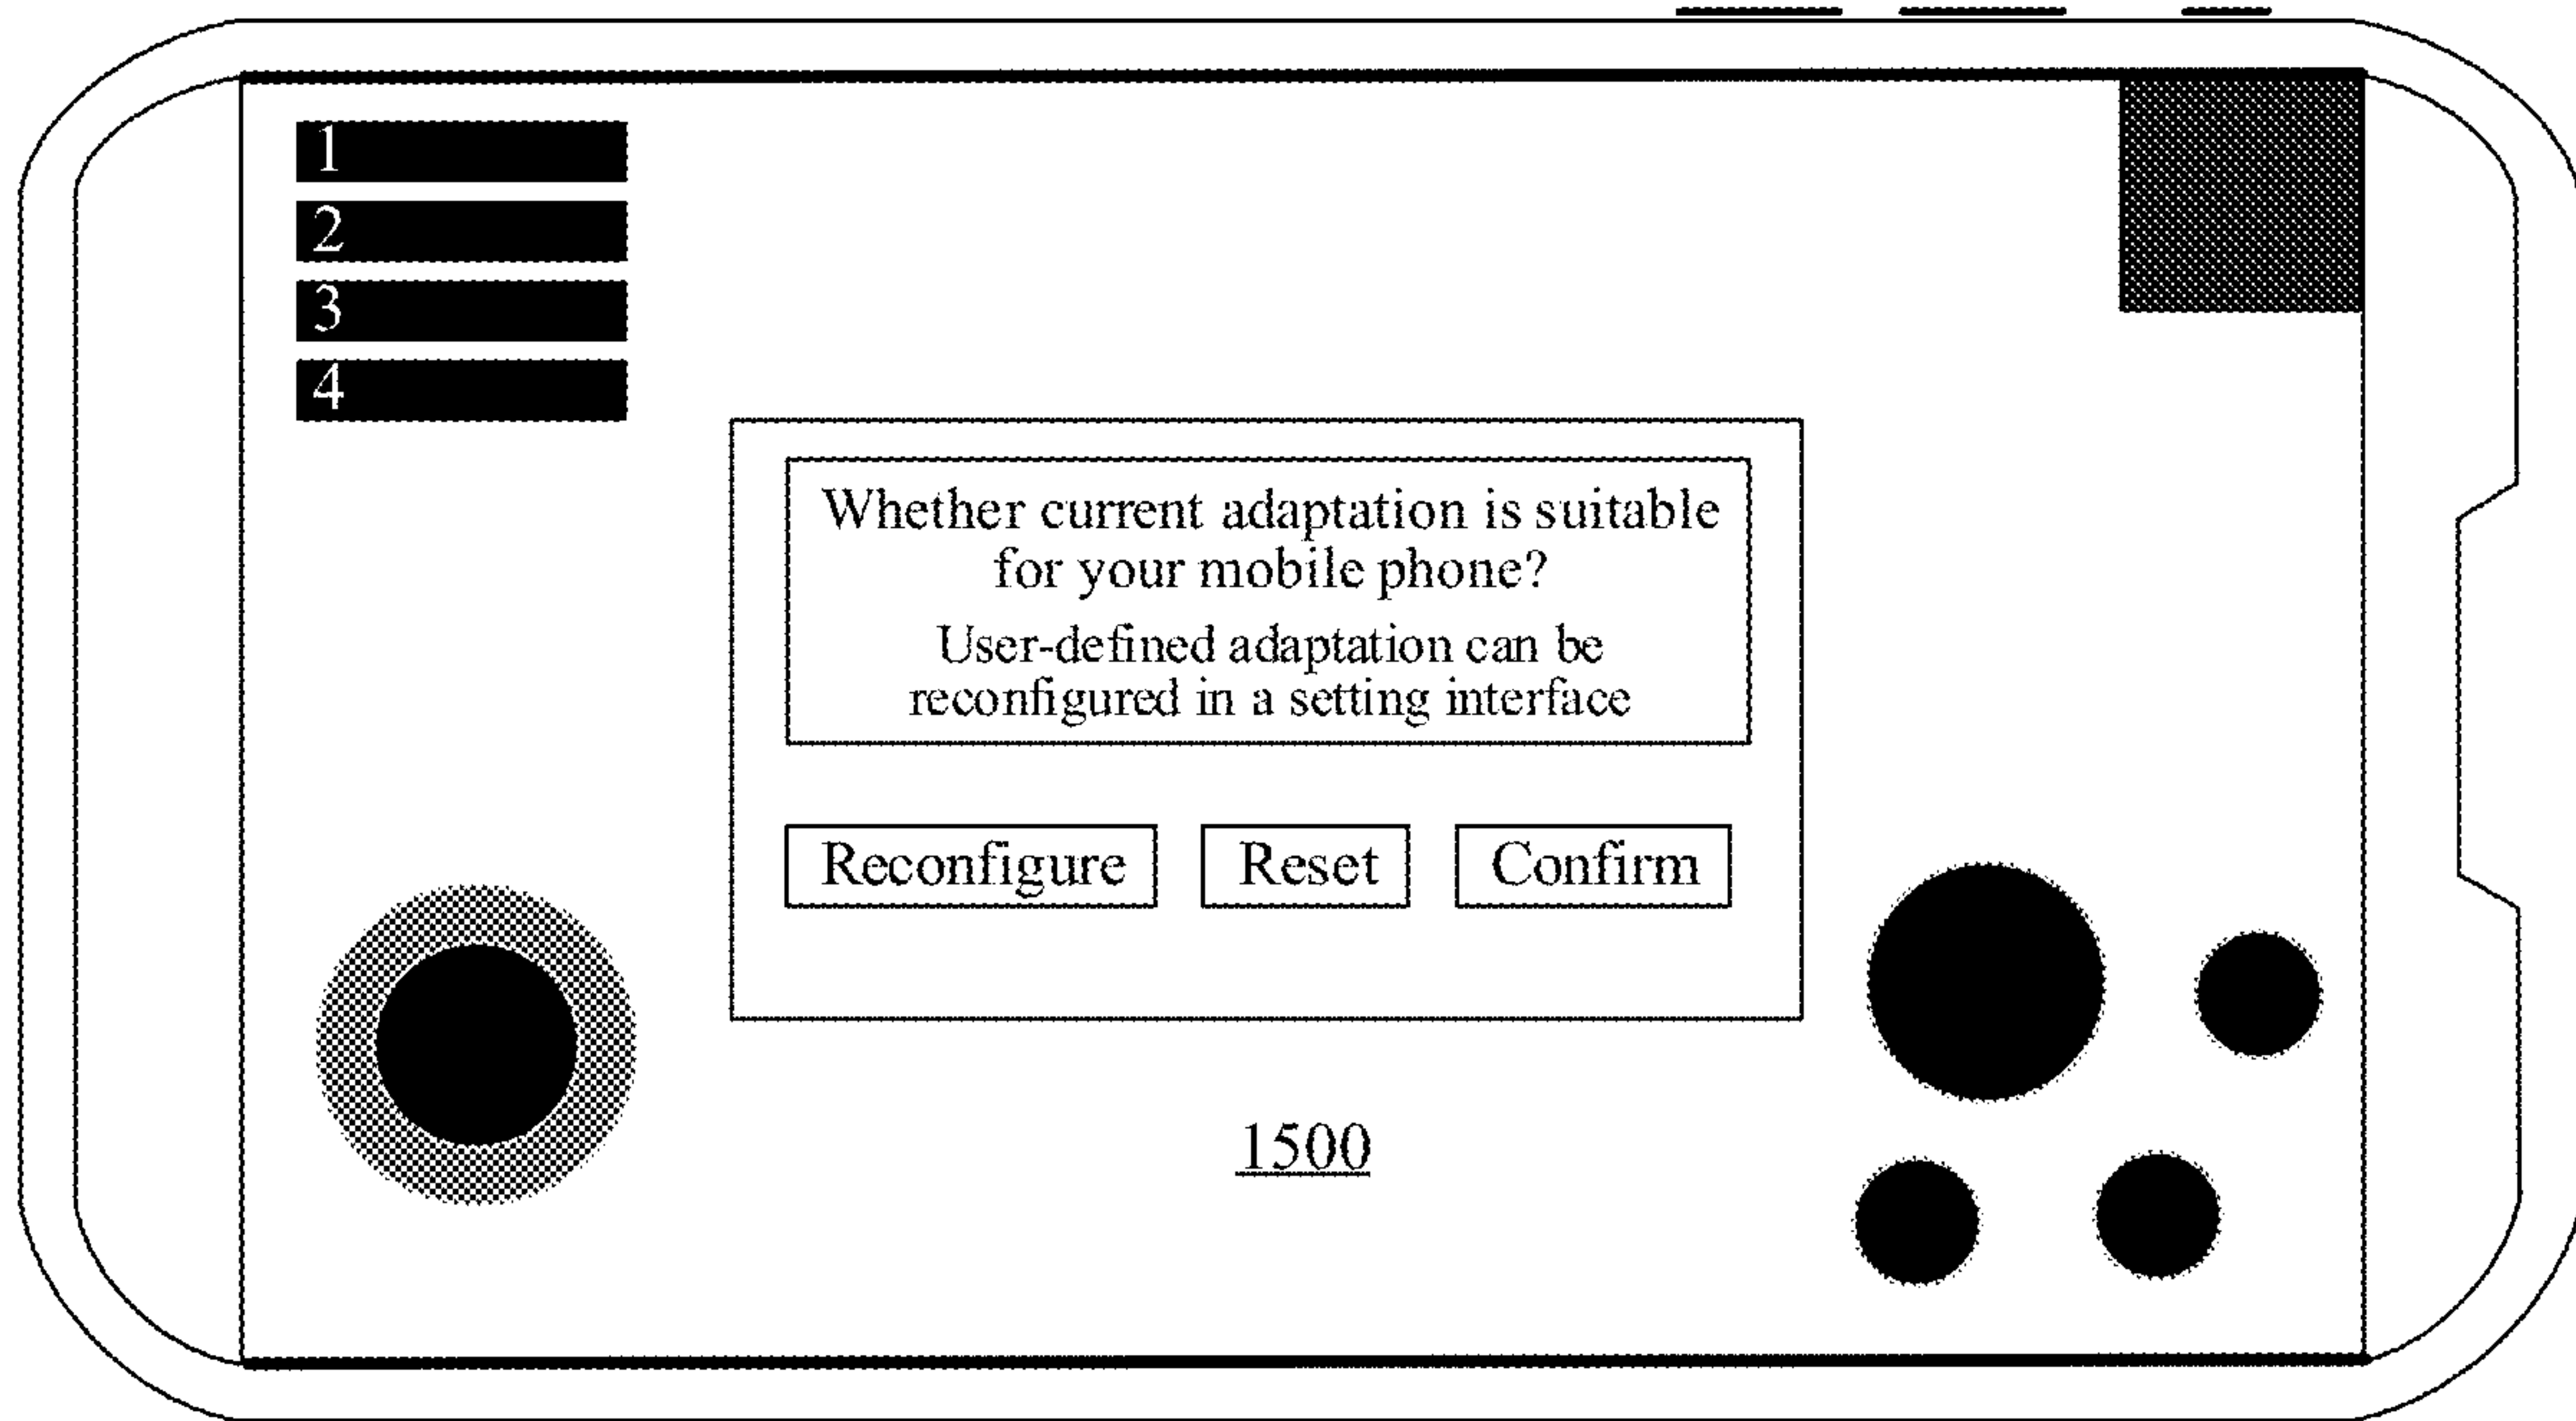 1
2
3
4
Whether current adaptation is suitable
for your mobile phone?
User-defined adaptation can be
reconfigured in a setting interface
Reconfigure
Reset
Confirm
1500